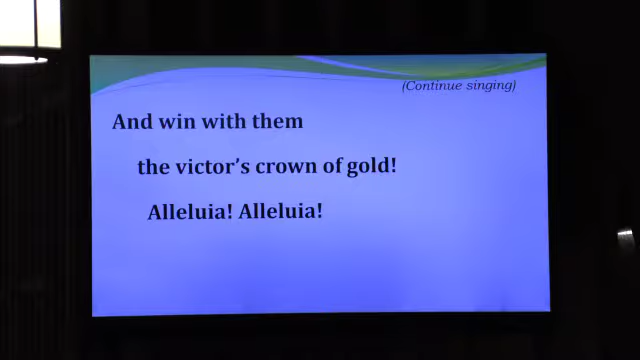 (Continue singing)
And win with them
the victor's crown of gold!
Alleluia! Alleluia!